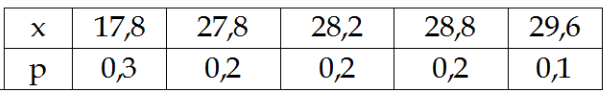 x 17,8 27,8 28,2 28,8 29,6
p 0,3 0,2 0,2 0,2 0,1